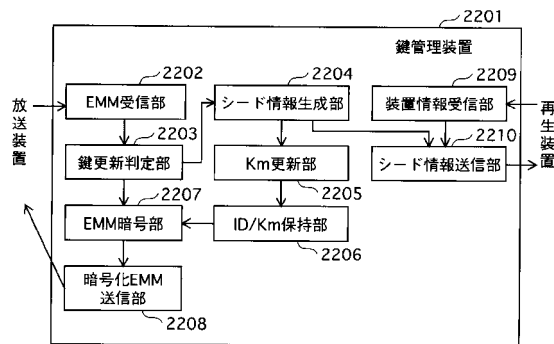 2201
鍵管理装置
2202
2204
2209
放送装置
EMM受信部
シード情報生成部
装置情報受信部
再生装置
2203
2210
鍵更新判定部
Km更新部
シード情報送信部
2207
2205
EMM暗号部
ID/Km保持部
2206
暗号化EMM
送信部
2208